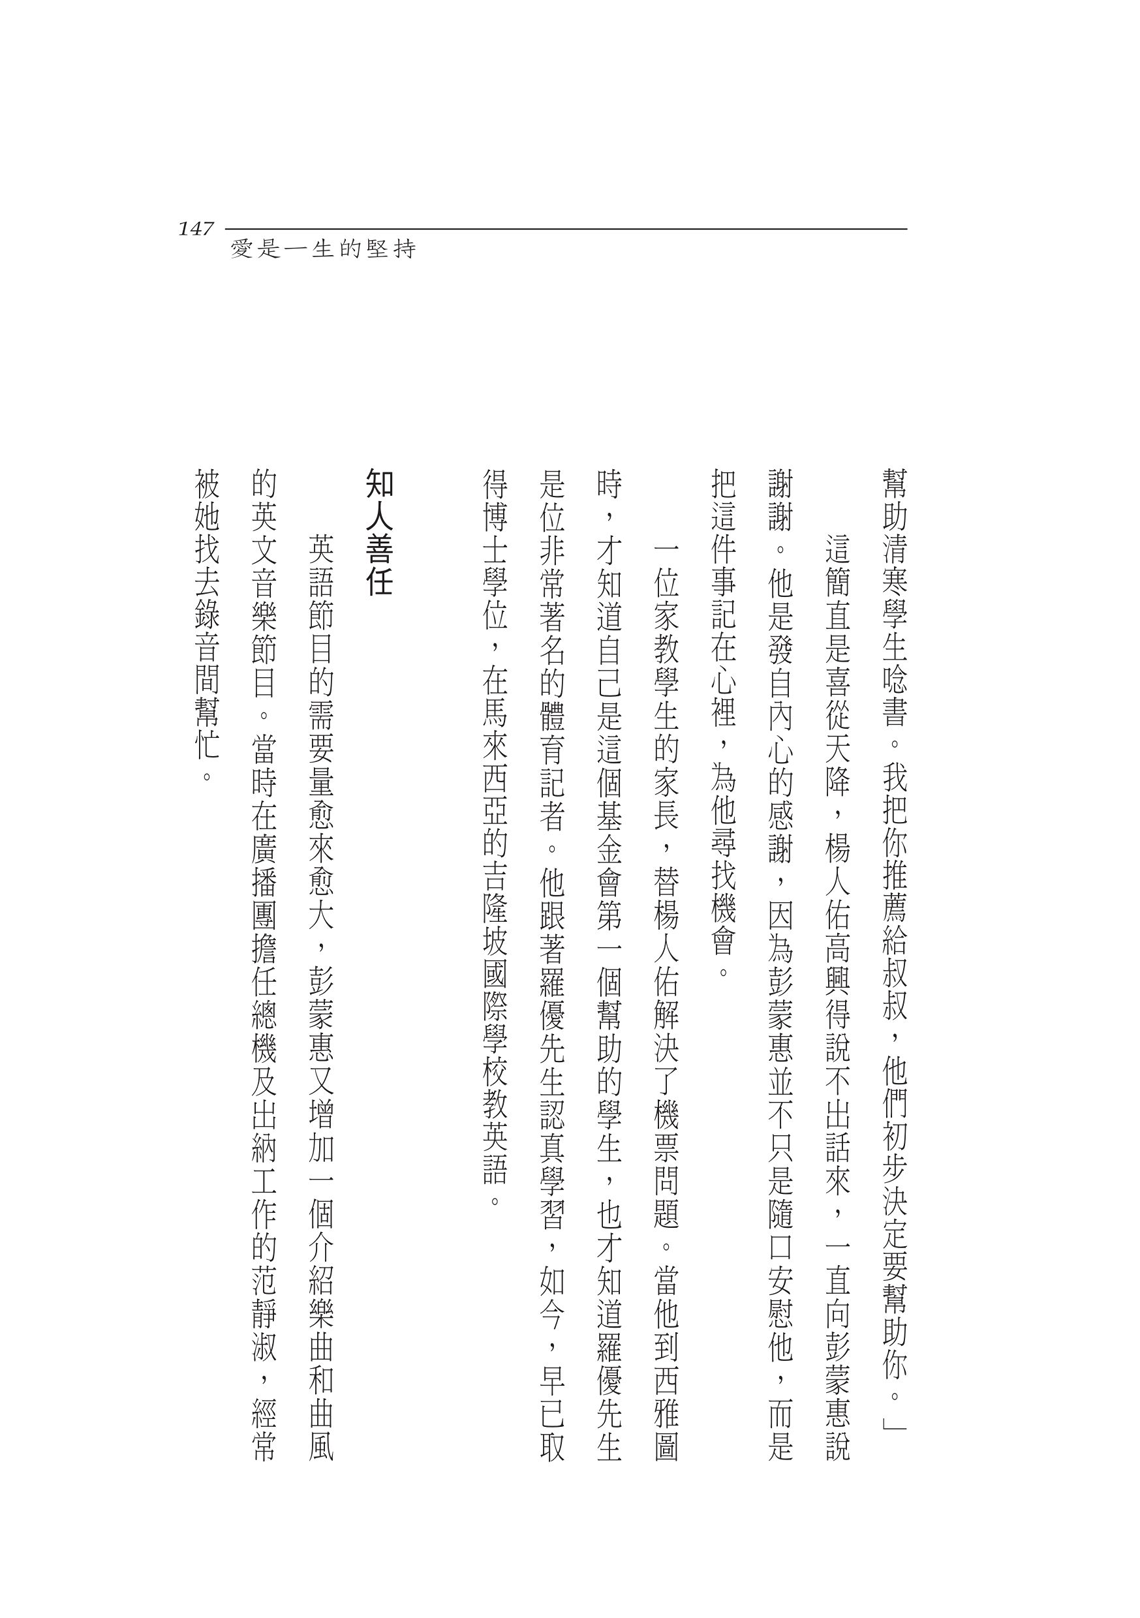 147
愛是一生的堅持
幫助清寒學生唸書。我把你推薦給叔叔，他們初步決定要幫助你。」
這簡直是喜從天降，楊人佑高興得說不出話來，一直向彭蒙惠說
謝謝。他是發自內心的感謝，因為彭蒙惠並不只是隨口安慰他，而是
把這件事記在心裡，為他尋找機會。
一位家教學生的家長，替楊人佑解決了機票問題。當他到西雅圖
時，才知道自己是這個基金會第一個幫助的學生，也才知道羅優先生
是位非常著名的體育記者。他跟著羅優先生認真學習，如今，早已取
得博士學位，在馬來西亞的吉隆坡國際學校教英語。
知人善任
英語節目的需要量愈來愈大，彭蒙惠又增加一個介紹樂曲和曲風
的英文音樂節目。當時在廣播團擔任總機及出納工作的范靜淑，經常
被她找去錄音間幫忙。